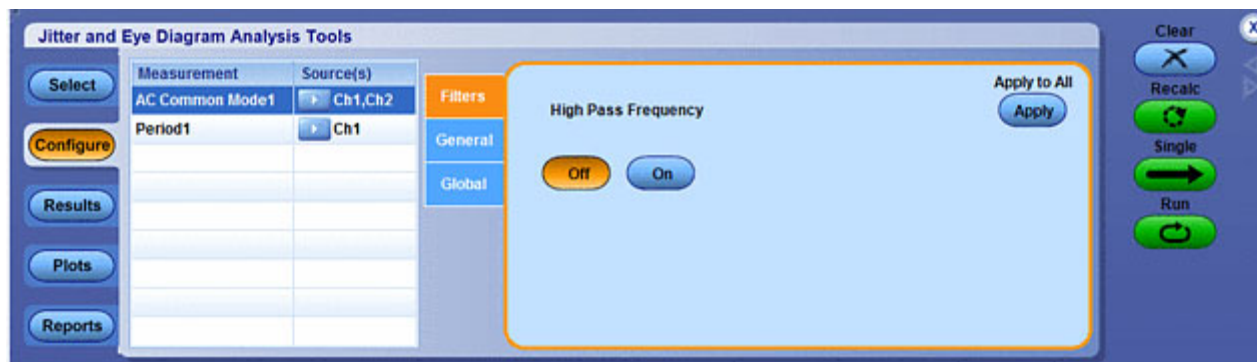 Jitter and Eye Diagram Analysis Tools
Select
Configure
Results
Plots
Reports
Measurement Source(s)
AC Common Mode1 Ch1,Ch2
Period1 Ch1
Filters
General
Global
High Pass Frequency
Off On
Apply to All
Apply
Clear
X
Recalc
Single
Run